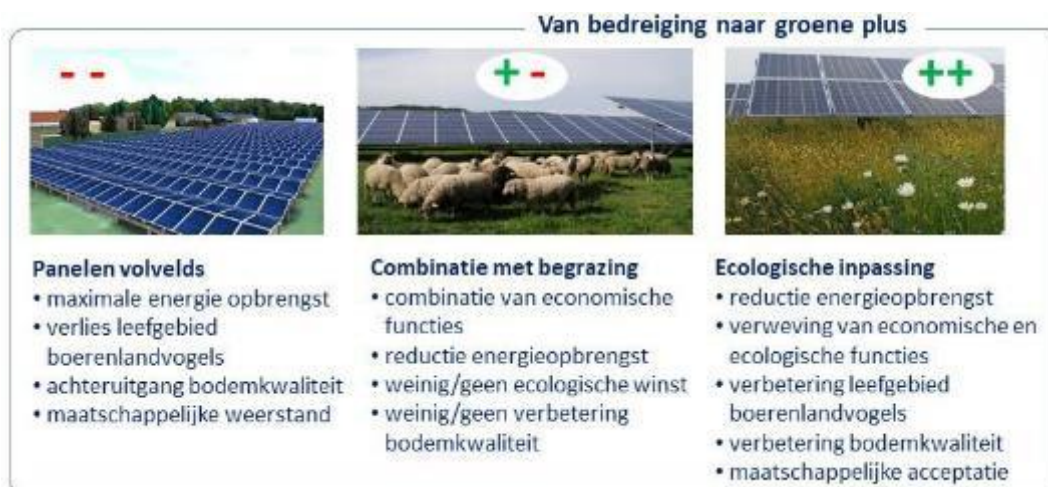 Van bedreiging naar groene plus
- -
+ -
++
Panelen volvelds
• maximale energie opbrengst
• verlies leefgebied
boerenlandvogels
• achteruitgang bodemkwaliteit
• maatschappelijke weerstand
Combinatie met begrazing
• combinatie van economische
functies
• reductie energieopbrengst
• weinig/geen ecologische winst
• weinig/geen verbetering
bodemkwaliteit
Ecologische inpassing
• reductie energieopbrengst
• verweving van economische en
ecologische functies
• verbetering leefgebied
boerenlandvogels
• verbetering bodemkwaliteit
• maatschappelijke acceptatie